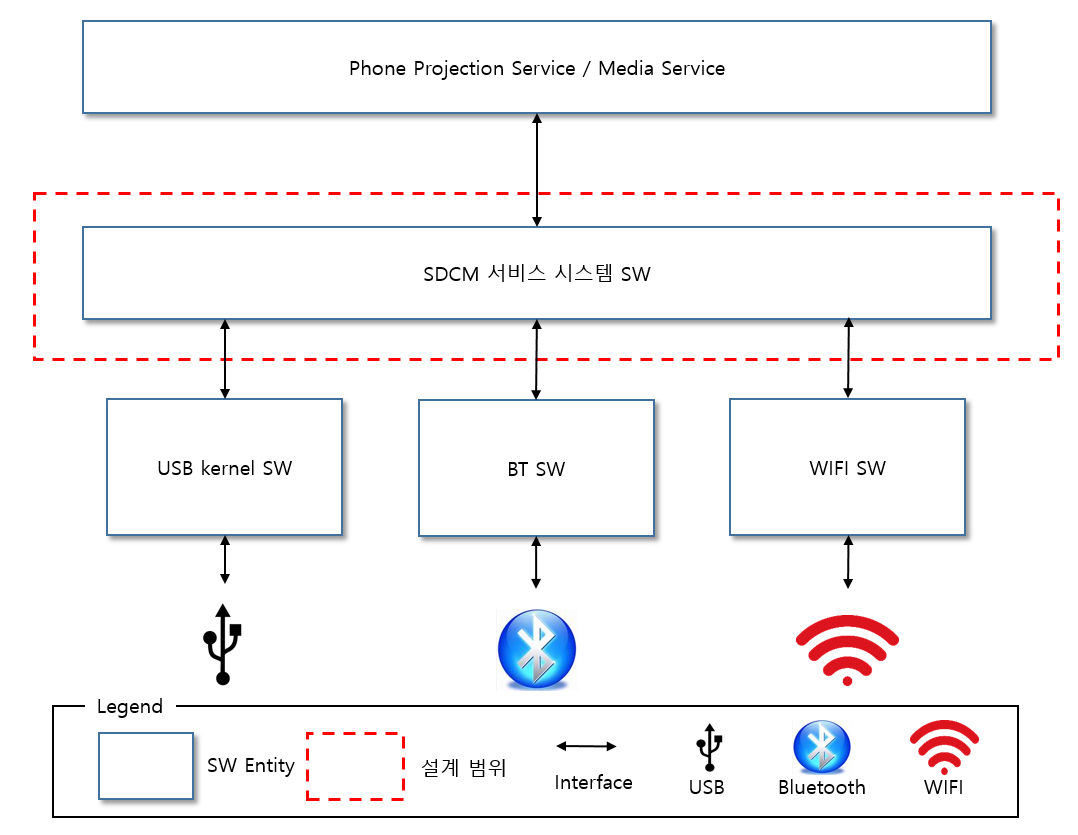 Phone Projection Service / Media Service
SDCM 서비스 시스템 SW
USB kernel SW
BT SW
WIFI SW
Legend
SW Entity
설계 범위
Interface
USB
Bluetooth
WIFI